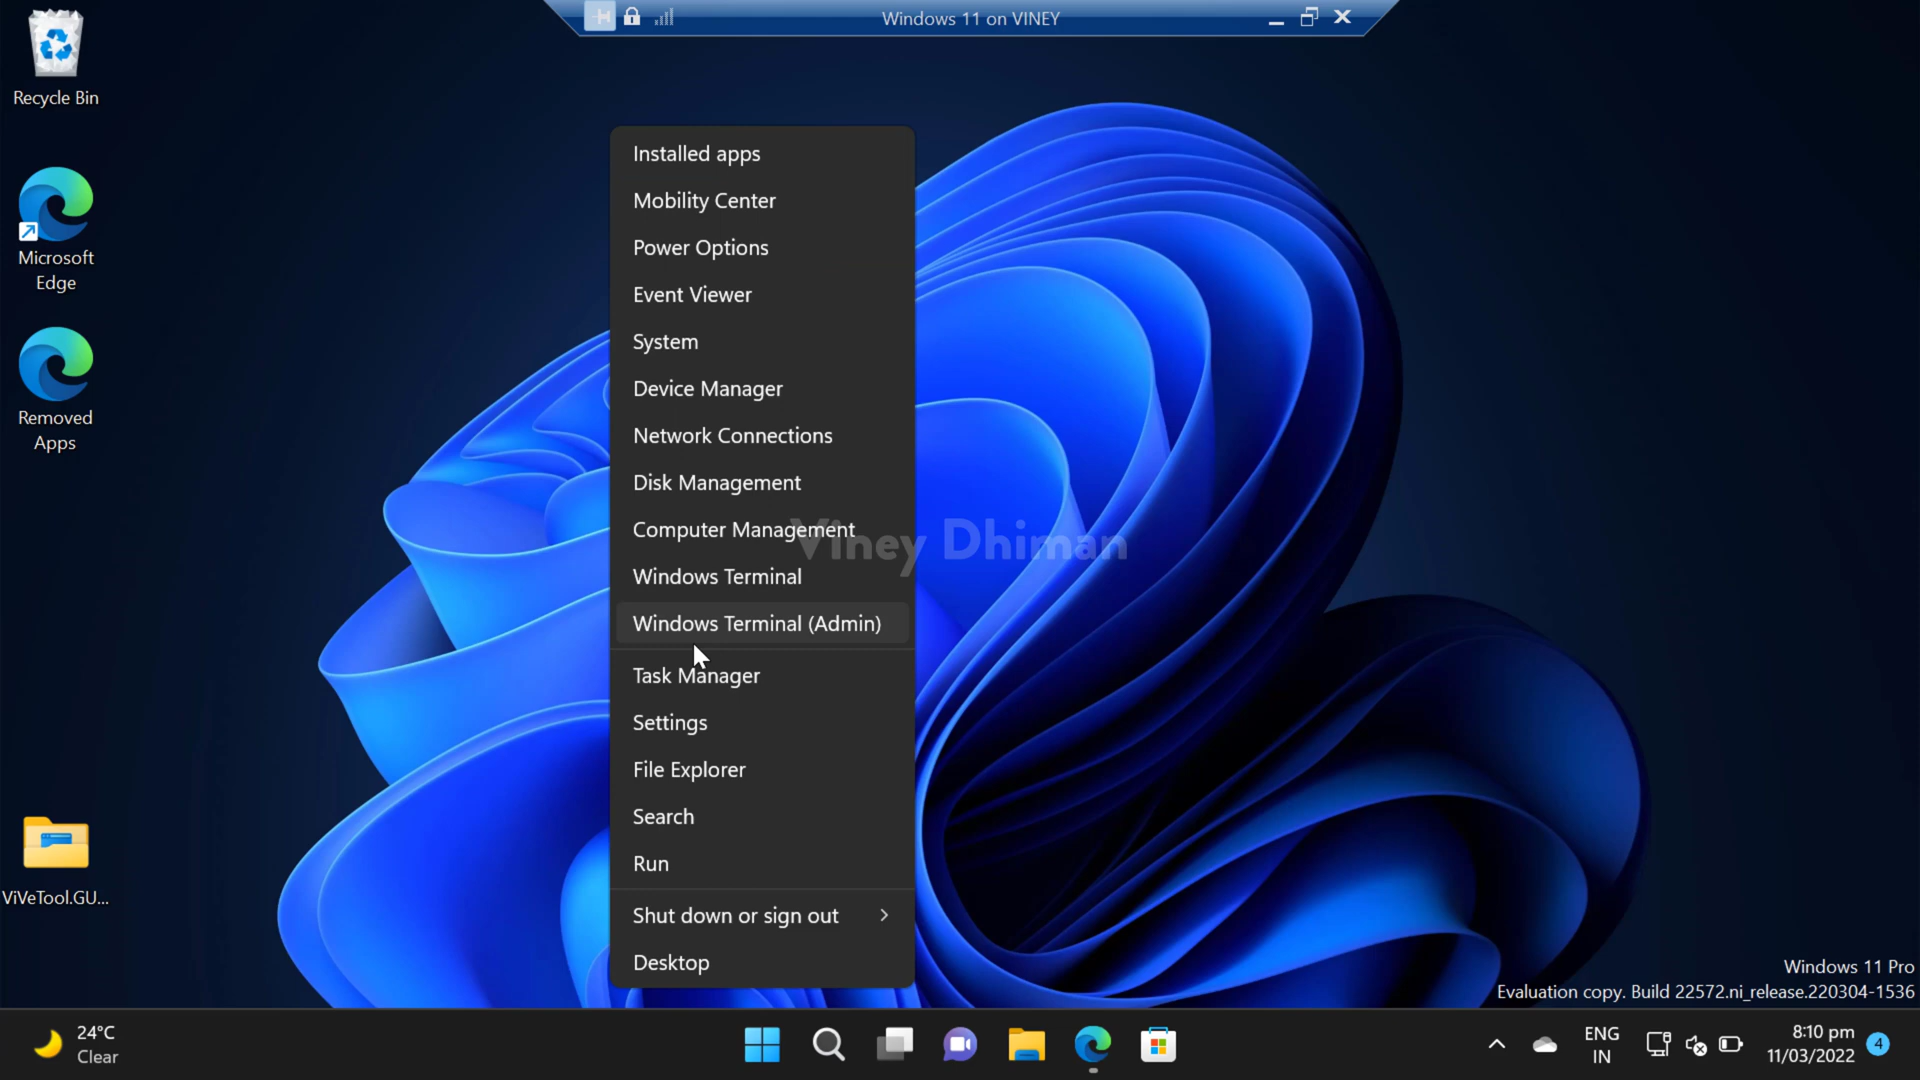 Windows 11 on VINEY
Recycle Bin
Microsoft
Edge
Removed
Apps
ViVeTool.GU...
Installed apps
Mobility Center
Power Options
Event Viewer
System
Device Manager
Network Connections
Disk Management
Computer Management
Windows Terminal
Windows Terminal (Admin)
Task Manager
Settings
File Explorer
Search
Run
Shut down or sign out
Desktop
Viney Dhiman
Windows 11 Pro
Evaluation copy. Build 22572.ni_release.220304-1536
24°C
Clear
ENG
IN
8:10 pm
11/03/2022
4